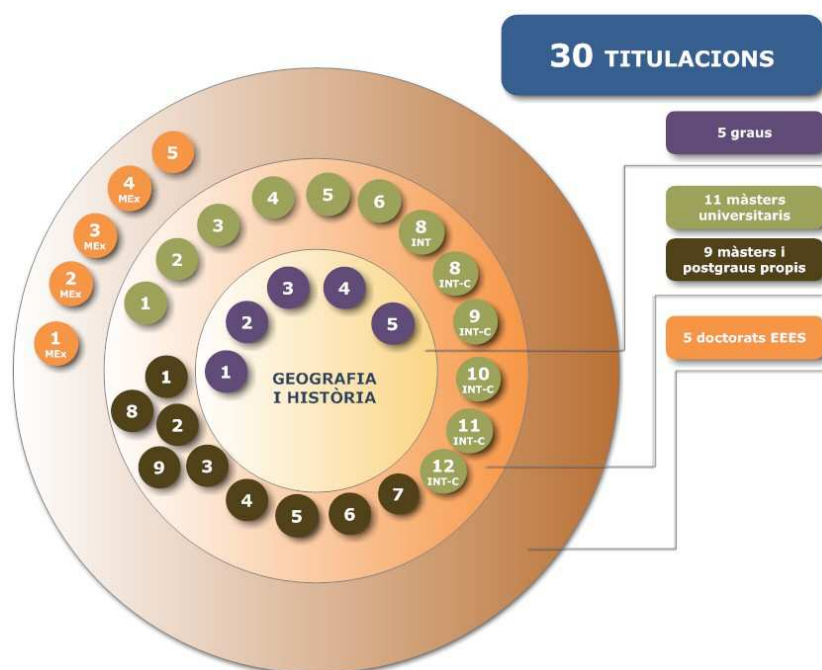 30 TITULACIONS
5 graus
11 màsters
universitaris
9 màsters i
postgraus propis
5 doctorats EEES
5
4
MEx
3
MEx
2
MEx
1
MEx
1
2
3
4
5
6
8
INT
8
INT-C
9
INT-C
10
INT-C
11
INT-C
12
INT-C
1
2
3
4
5
GEOGRAFIA
I HISTÒRIA
1
8
2
9
3
4
5
6
7